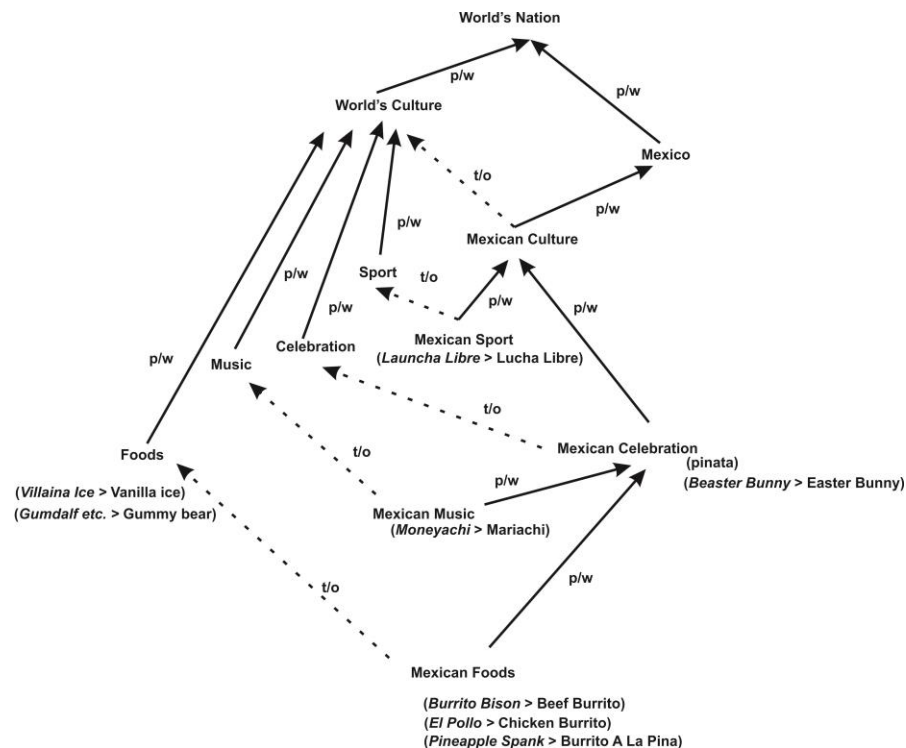 World's Nation
p/w
p/w
World's Culture
Mexico
t/o
p/w
p/w
Mexican Culture
p/w
Sport
t/o
p/w
p/w
p/w
Mexican Sport
(Launcha Libre > Lucha Libre)
Celebration
Music
p/w
t/o
Foods
Mexican Celebration
(pinata)
(Beaster Bunny > Easter Bunny)
t/o
p/w
(Villaina Ice > Vanilla ice)
(Gumdalf etc. > Gummy bear)
Mexican Music
(Moneyachi > Mariachi)
t/o
p/w
Mexican Foods
(Burrito Bison > Beef Burrito)
(El Pollo > Chicken Burrito)
(Pineapple Spank > Burrito A La Pina)